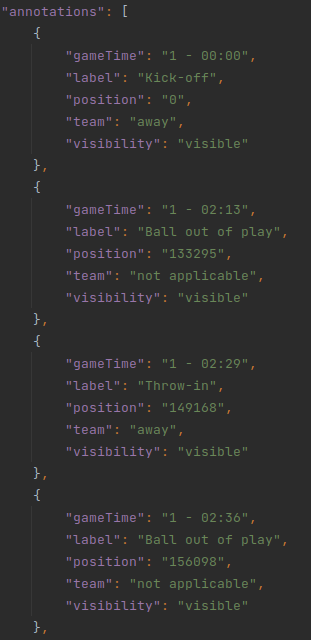 "annotations": [
{
"gameTime": "1 - 00:00",
"label": "Kick-off",
"position": "0",
"team": "away",
"visibility": "visible"
},
{
"gameTime": "1 - 02:13",
"label": "Ball out of play",
"position": "133295",
"team": "not applicable",
"visibility": "visible"
},
{
"gameTime": "1 - 02:29",
"label": "Throw-in",
"position": "149168",
"team": "away",
"visibility": "visible"
},
{
"gameTime": "1 - 02:36",
"label": "Ball out of play",
"position": "156098",
"team": "not applicable",
"visibility": "visible"
},